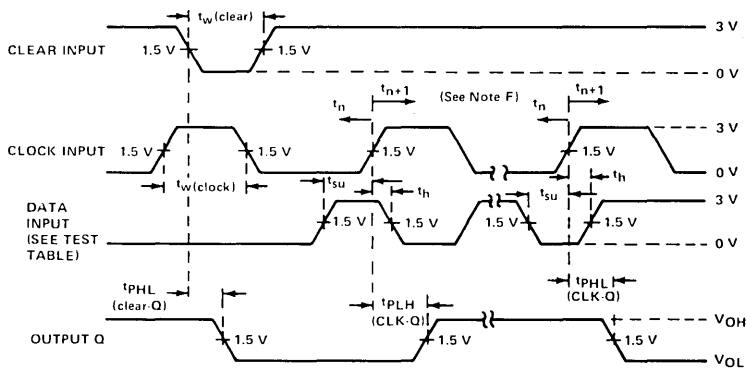 tw(clear)
3 V
CLEAR INPUT
1.5 V
1.5 V
0 V
tn+1
(See Note F)
tn+1
tn
tn
3 V
CLOCK INPUT
1.5 V
1.5 V
1.5 V
1.5 V
0 V
tw(clock)
tsu
th
tsu
th
3 V
DATA
INPUT
(SEE TEST
TABLE)
1.5 V
1.5 V
1.5 V
1.5 V
0 V
tPHL
(clear-Q)
tPLH
(CLK-Q)
tPHL
(CLK-Q)
VOH
OUTPUT Q
1.5 V
1.5 V
1.5 V
VOL